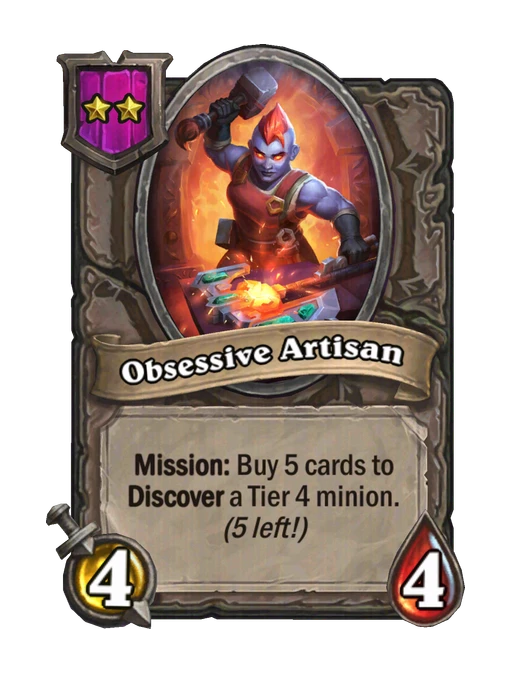 Obsessive Artisan
Mission: Buy 5 cards to
Discover a Tier 4 minion.
(5 left!)
4
4